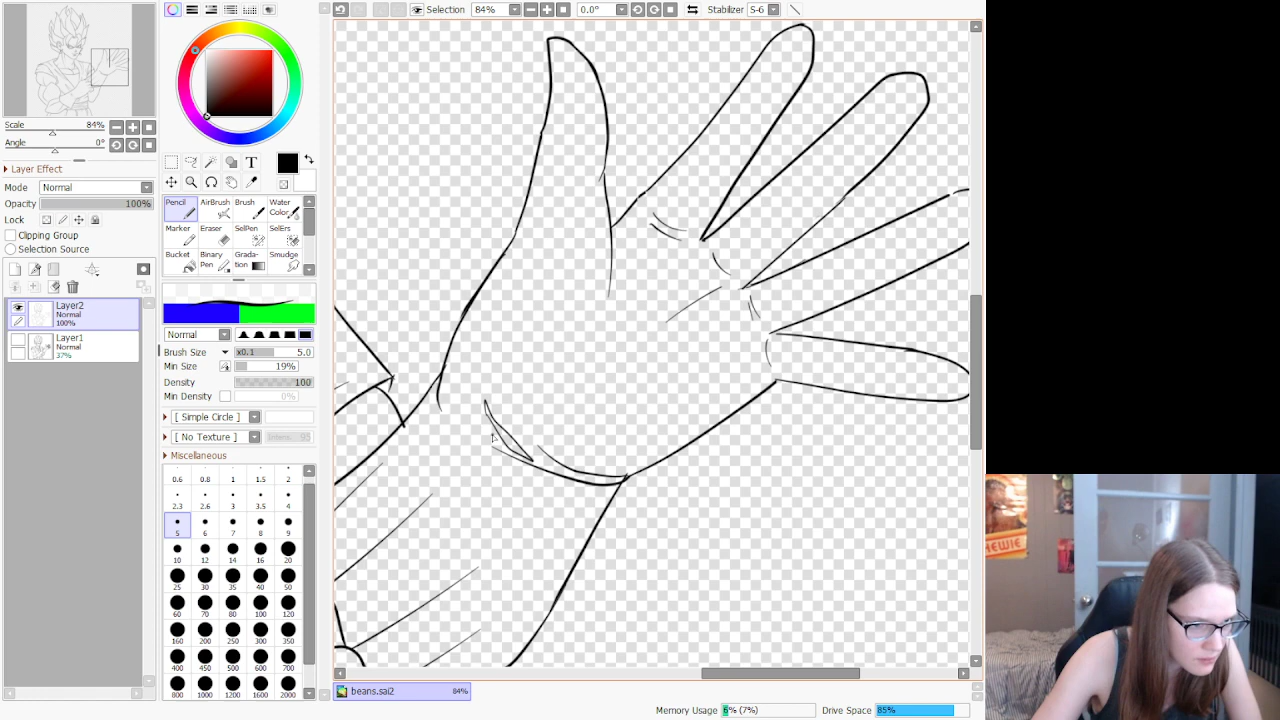 Selection
84%
0.0°
Stabilizer
S-6
Scale
84%
Angle
0°
Layer Effect
Mode
Normal
Opacity
100%
Lock
Clipping Group
Selection Source
Layer2
Normal
100%
Layer1
Normal
37%
T
Pencil
AirBrush
Brush
Water
Color
Marker
Eraser
SelPen
SelErs
Bucket
Binary
Pen
Grada-
tion
Smudge
Normal
Brush Size
x0.1
5.0
Min Size
19%
Density
100
Min Density
0%
[ Simple Circle ]
[ No Texture ]
95
Miscellaneous
0.6 0.8 1 1.5 2
2.3 2.6 3 3.5 4
5 6 7 8 9
10 12 14 16 20
25 30 35 40 50
60 70 80 100 120
160 200 250 300 350
400 450 500 600 700
800 1000 1200 1600 2000
beans.sai2
84%
Memory Usage
6% (7%)
Drive Space
85%
HEWIE